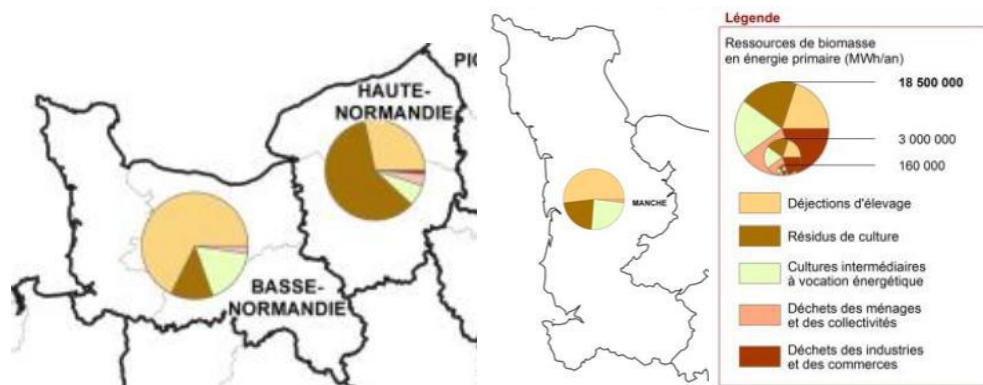 PIC
HAUTE-
NORMANDIE
BASSE-
NORMANDIE
MANCHE
Légende
Ressources de biomasse
en énergie primaire (MWh/an)
18 500 000
3 000 000
160 000
Déjections d'élevage
Résidus de culture
Cultures intermédiaires
à vocation énergétique
Déchets des ménages
et des collectivités
Déchets des industries
et des commerces